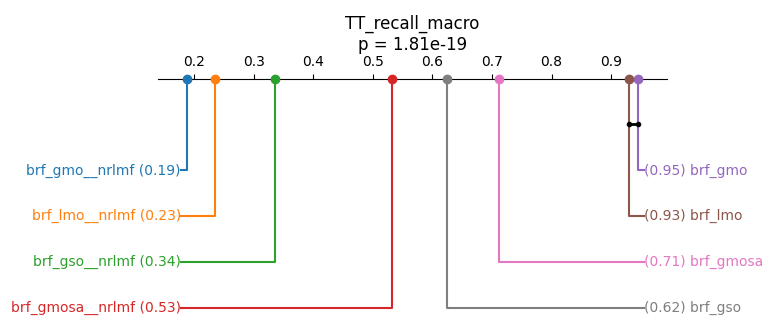 TT_recall_macro
p = 1.81e-19
0.2 0.3 0.4 0.5 0.6 0.7 0.8 0.9
brf_gmo__nrlmf (0.19) (0.95) brf_gmo
brf_lmo__nrlmf (0.23) (0.93) brf_lmo
brf_gso__nrlmf (0.34) (0.71) brf_gmosa
brf_gmosa__nrlmf (0.53) (0.62) brf_gso